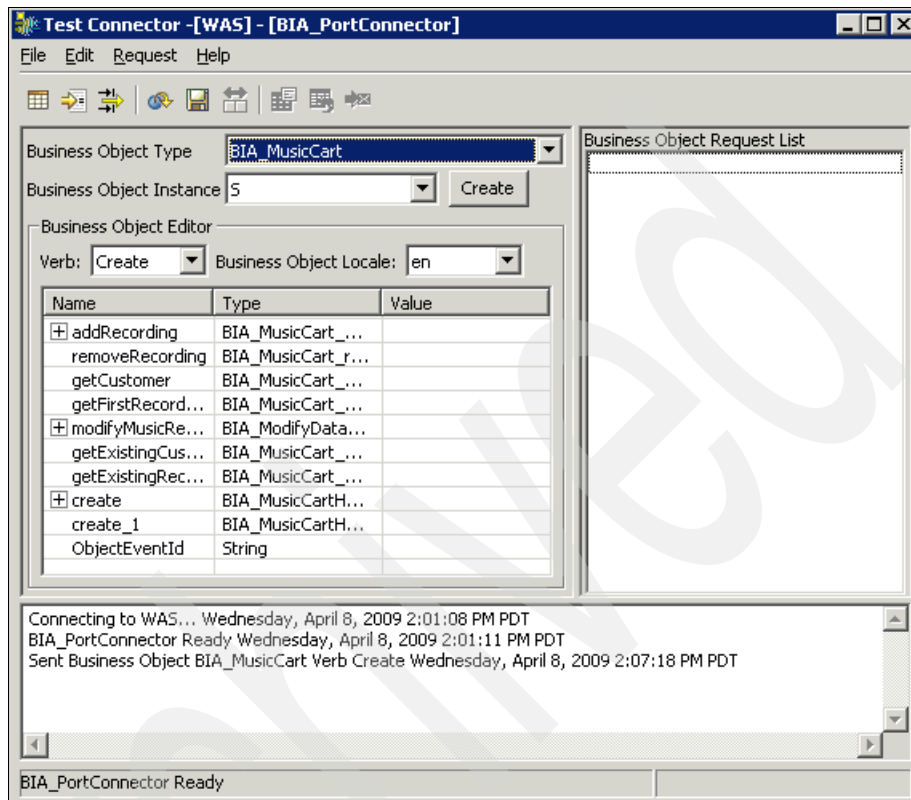 Test Connector -[WAS] - [BIA_PortConnector]
File Edit Request Help
Business Object Type BIA_MusicCart
Business Object Instance S Create
Business Object Editor
Verb: Create Business Object Locale: en
Name Type Value
addRecording BIA_MusicCart_...
removeRecording BIA_MusicCart_r...
getCustomer BIA_MusicCart_...
getFirstRecord... BIA_MusicCart_...
modifyMusicRe... BIA_ModifyData...
getExistingCus... BIA_MusicCart_...
getExistingRec... BIA_MusicCart_...
create BIA_MusicCartH...
create_1 BIA_MusicCartH...
ObjectEventId String
Business Object Request List
Connecting to WAS... Wednesday, April 8, 2009 2:01:08 PM PDT
BIA_PortConnector Ready Wednesday, April 8, 2009 2:01:11 PM PDT
Sent Business Object BIA_MusicCart Verb Create Wednesday, April 8, 2009 2:07:18 PM PDT
BIA_PortConnector Ready